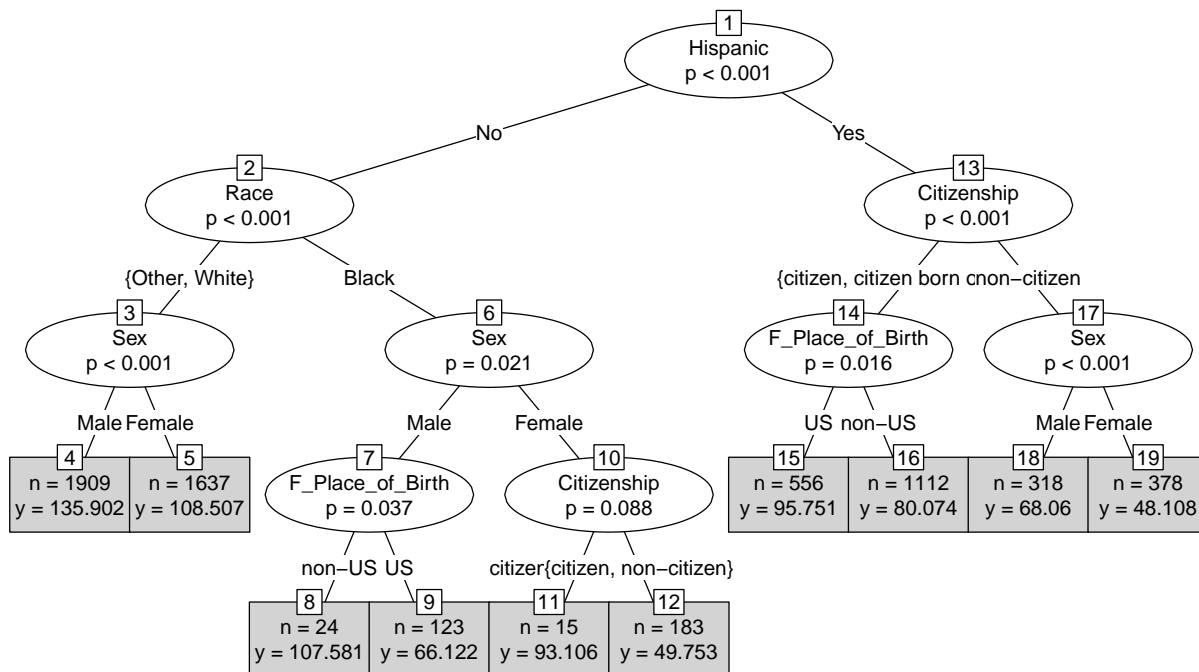 1
Hispanic
p < 0.001
No
Yes
2
Race
p < 0.001
13
Citizenship
p < 0.001
{Other, White}
Black
{citizen, citizen born cnon−citizen
3
Sex
p < 0.001
6
Sex
p = 0.021
14
F_Place_of_Birth
p = 0.016
17
Sex
p < 0.001
Male Female
Male
Female
US non−US
Male Female
4
n = 1909
y = 135.902
5
n = 1637
y = 108.507
7
F_Place_of_Birth
p = 0.037
10
Citizenship
p = 0.088
15
n = 556
y = 95.751
16
n = 1112
y = 80.074
18
n = 318
y = 68.06
19
n = 378
y = 48.108
non−US US
citizer{citizen, non−citizen}
8
n = 24
y = 107.581
9
n = 123
y = 66.122
11
n = 15
y = 93.106
12
n = 183
y = 49.753